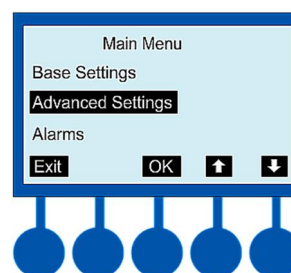 Main Menu
Base Settings
Advanced Settings
Alarms
Exit OK ↑ ↓